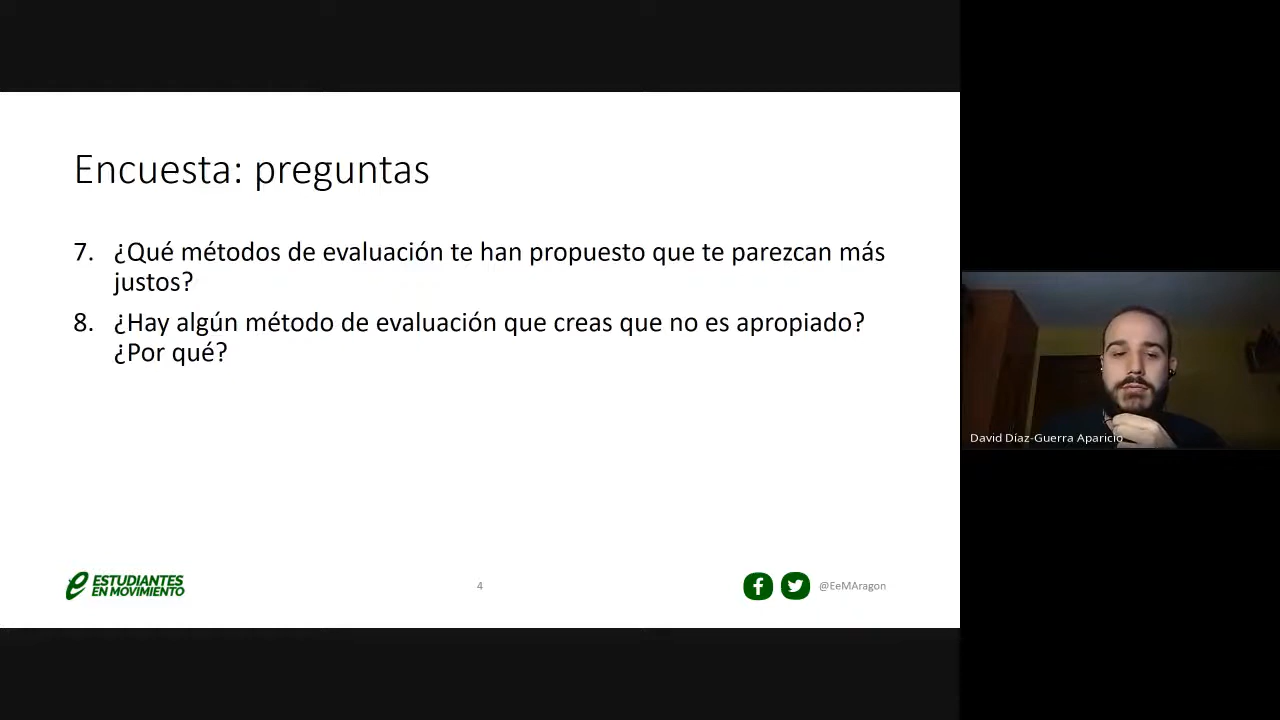 Encuesta: preguntas
7. ¿Qué métodos de evaluación te han propuesto que te parezcan más
justos?
8. ¿Hay algún método de evaluación que creas que no es apropiado?
¿Por qué?
David Díaz-Guerra Aparicio
e ESTUDIANTES
EN MOVIMIENTO
4
@EeMAragon